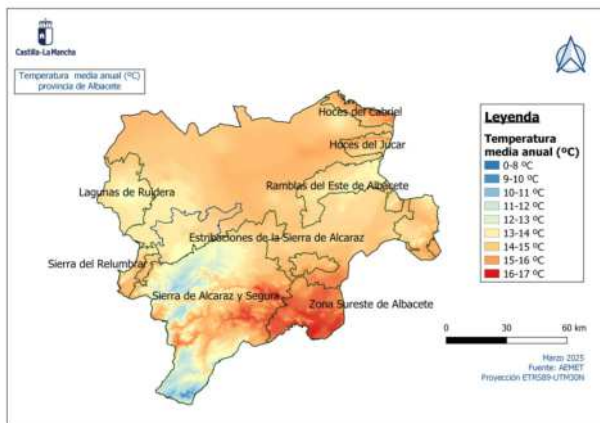 Castilla-La Mancha
Temperatura media anual (ºC)
provincia de Albacete
Hoces del Cabriel
Hoces del Júcar
Lagunas de Ruidera
Ramblas del Este de Albacete
Estribaciones de la Sierra de Alcaraz
Sierra del Relumbrar
Sierra de Alcaraz y Segura
Zona Sureste de Albacete
Leyenda
Temperatura
media anual (ºC)
0-8 ºC
9-10 ºC
10-11 ºC
11-12 ºC
12-13 ºC
13-14 ºC
14-15 ºC
15-16 ºC
16-17 ºC
0 30 60 km
Marzo 2025
Fuente: AEMET
Proyección ETRS89-UTM30N